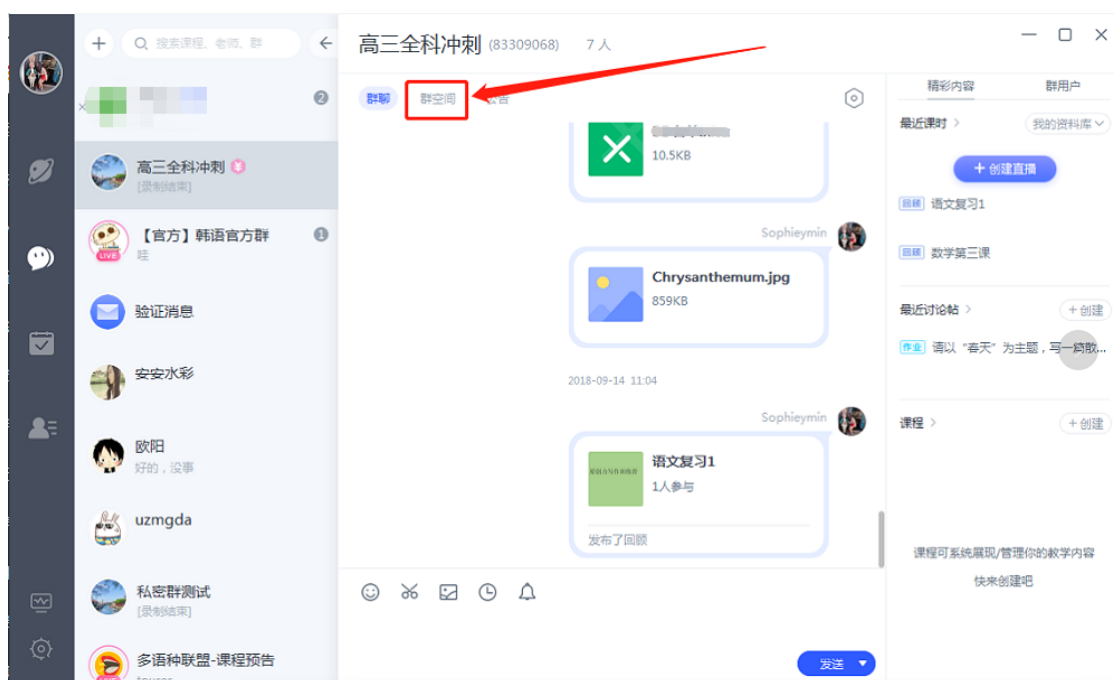 搜索课程、老师、群
高三全科冲刺 (83309068) 7 人
2
群聊 群空间 公告
10.5KB
高三全科冲刺
[录制结束]
Sophieymin
【官方】韩语官方群 1
哇
LIVE
Chrysanthemum.jpg
859KB
验证消息
2018-09-14 11:04
安安水彩
Sophieymin
语文复习1
1人参与
发布了回顾
欧阳
好的，没事
uzmgda
私密群测试
[录制结束]
多语种联盟-课程预告
发送
精彩内容 群用户
最近课时 我的资料库
+ 创建直播
回顾 语文复习1
回顾 数学第三课
最近讨论帖 + 创建
作业 请以“春天”为主题，写一篇散...
课程 + 创建
课程可系统展现/管理你的教学内容
快来创建吧